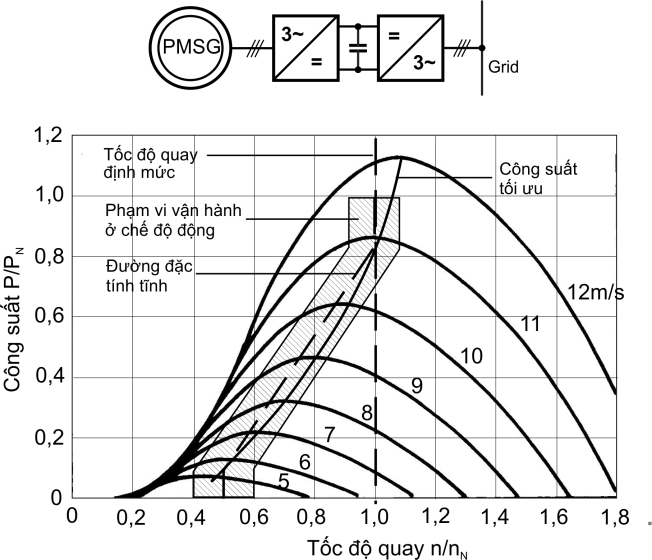 PMSG
3~
=
=
3~
Grid
Công suất P/P_N
1,2
1,0
0,8
0,6
0,4
0,2
0
Tốc độ quay
định mức
Công suất
tối ưu
Phạm vi vận hành
ở chế độ động
Đường đặc
tính tĩnh
12m/s
11
10
9
8
7
6
5
0
0,2
0,4
0,6
0,8
1,0
1,2
1,4
1,6
1,8
Tốc độ quay n/n_N